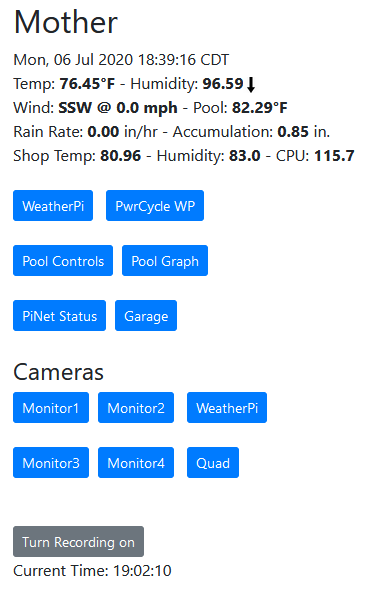 Mother
Mon, 06 Jul 2020 18:39:16 CDT
Temp: 76.45°F - Humidity: 96.59⬇
Wind: SSW @ 0.0 mph - Pool: 82.29°F
Rain Rate: 0.00 in/hr - Accumulation: 0.85 in.
Shop Temp: 80.96 - Humidity: 83.0 - CPU: 115.7
WeatherPi PwrCycle WP
Pool Controls Pool Graph
PiNet Status Garage
Cameras
Monitor1 Monitor2 WeatherPi
Monitor3 Monitor4 Quad
Turn Recording on
Current Time: 19:02:10